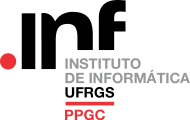 .inf
INSTITUTO
DE INFORMÁTICA
UFRGS
PPGC